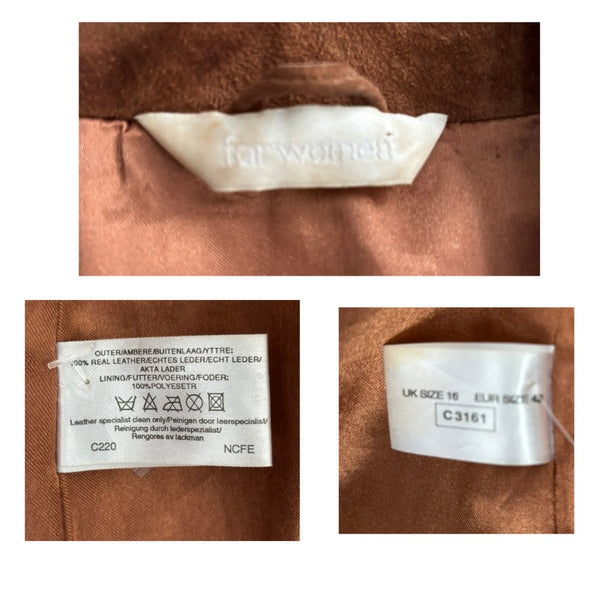 for women
OUTER/AMBERE/BUITENLAAG/YTTRE:
100% REAL LEATHER/ECHTES LEDER/ECHT LEDER/
AKTA LADER
LINING/FUTTER/VOERING/FODER:
100%POLYESETR
Leather specialist clean only/Peinigen door leerspecialist/
Reinigung durch lederspezialist/
Rengores av lackman
C220 NCFE
UK SIZE 16 EUR SIZE 42
C3161